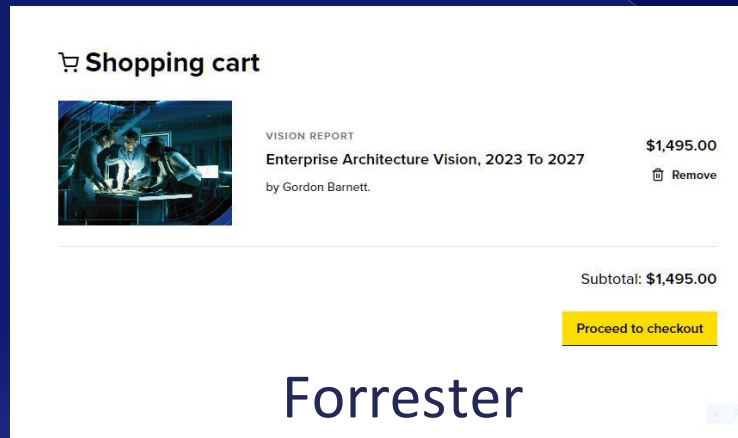 Shopping cart
VISION REPORT
Enterprise Architecture Vision, 2023 To 2027
by Gordon Barnett.
$1,495.00
Remove
Subtotal: $1,495.00
Proceed to checkout
Forrester